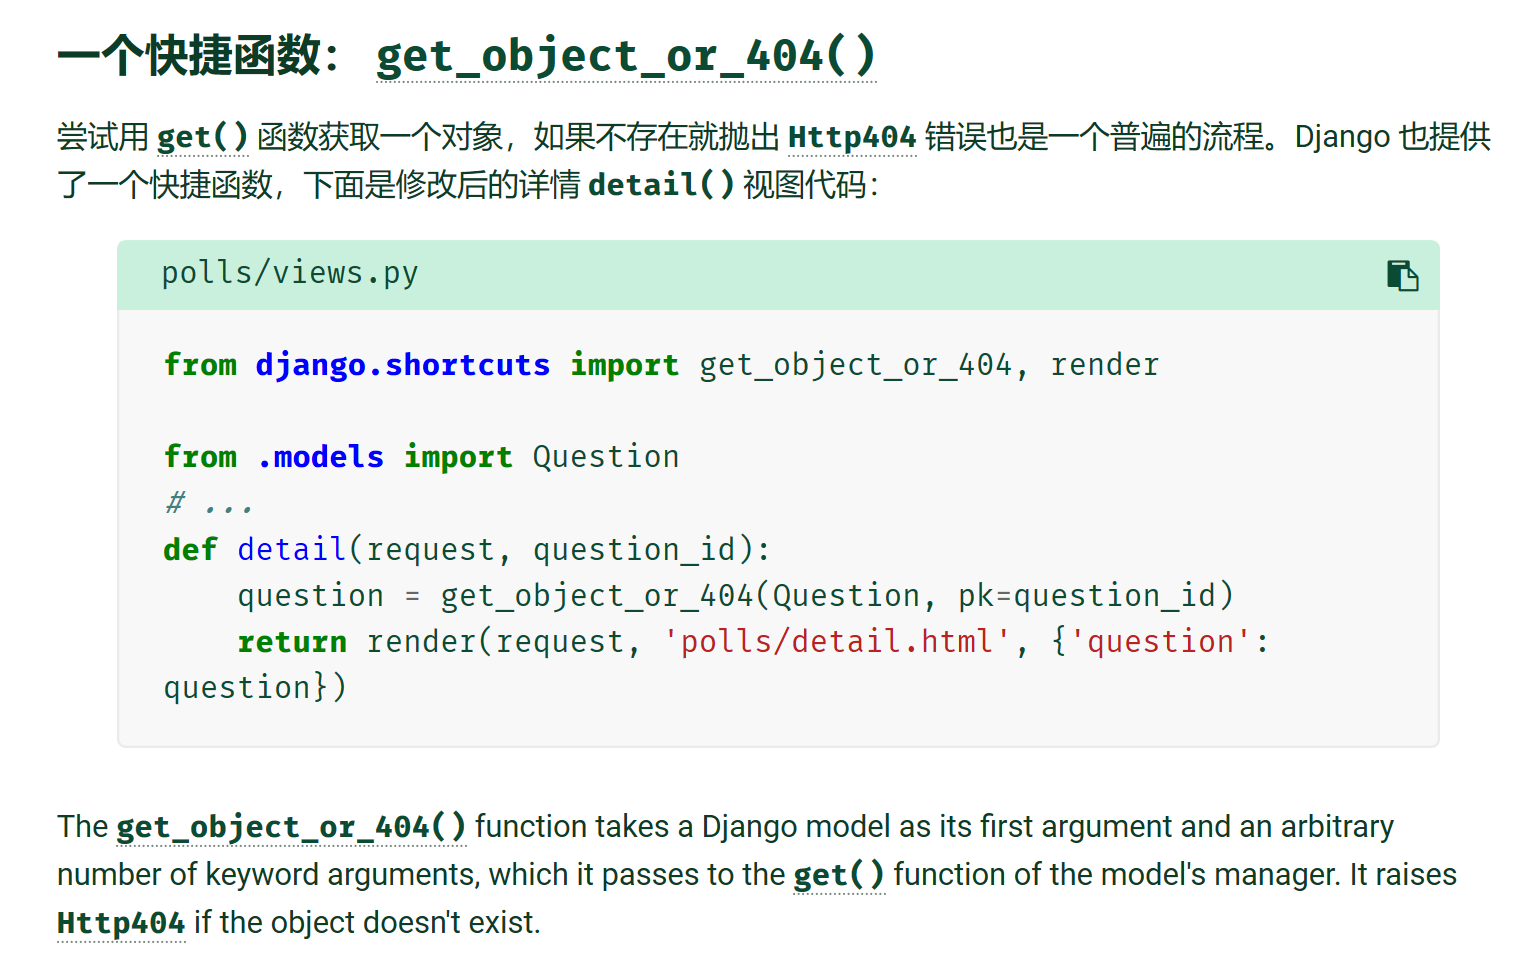 一个快捷函数： get_object_or_404()
尝试用 get() 函数获取一个对象，如果不存在就抛出 Http404 错误也是一个普遍的流程。Django 也提供
了一个快捷函数，下面是修改后的详情 detail() 视图代码：
polls/views.py
from django.shortcuts import get_object_or_404, render
from .models import Question
# ...
def detail(request, question_id):
    question = get_object_or_404(Question, pk=question_id)
    return render(request, 'polls/detail.html', {'question':
question})
The get_object_or_404() function takes a Django model as its first argument and an arbitrary
number of keyword arguments, which it passes to the get() function of the model's manager. It raises
Http404 if the object doesn't exist.